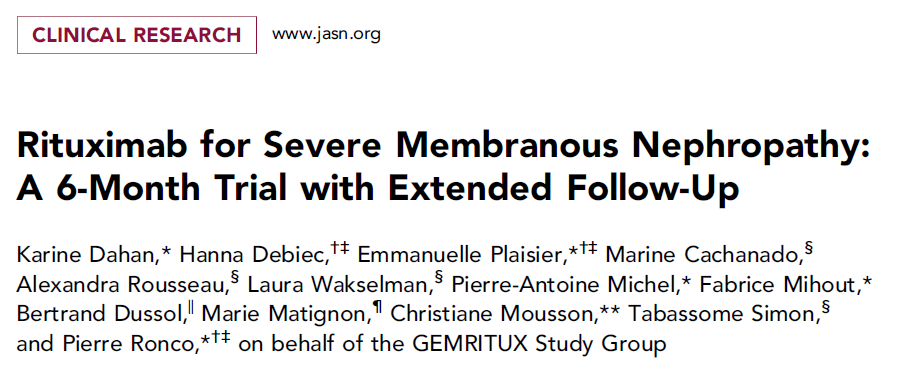 CLINICAL RESEARCH www.jasn.org
Rituximab for Severe Membranous Nephropathy:
A 6-Month Trial with Extended Follow-Up
Karine Dahan,* Hanna Debiec,†‡ Emmanuelle Plaisier,*†‡ Marine Cachanado,§
Alexandra Rousseau,§ Laura Wakselman,§ Pierre-Antoine Michel,* Fabrice Mihout,*
Bertrand Dussol,‖ Marie Matignon,¶ Christiane Mousson,** Tabassome Simon,§
and Pierre Ronco,*†‡ on behalf of the GEMRITUX Study Group